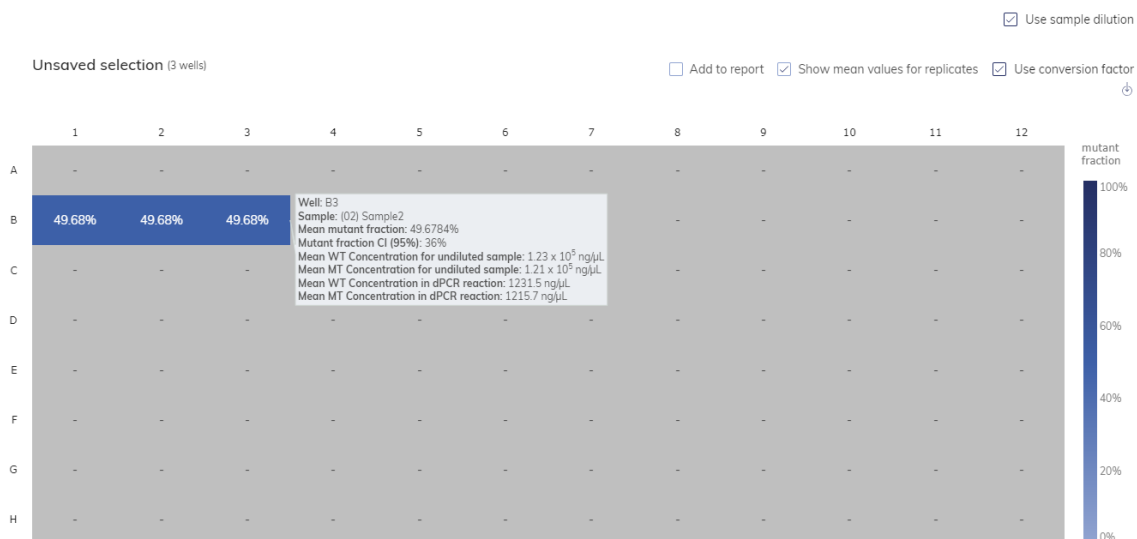 Use sample dilution
Unsaved selection (3 wells)
Add to report Show mean values for replicates Use conversion factor
1 2 3 4 5 6 7 8 9 10 11 12
mutant
fraction
A - - - - - - - - - - - -
100%
B 49.68% 49.68% 49.68% - - - - -
Well: B3
Sample: (02) Sample2
Mean mutant fraction: 49.6784%
Mutant fraction CI (95%): 36%
Mean WT Concentration for undiluted sample: 1.23 x 10⁵ ng/µL
Mean MT Concentration for undiluted sample: 1.21 x 10⁵ ng/µL
Mean WT Concentration in dPCR reaction: 1231.5 ng/µL
Mean MT Concentration in dPCR reaction: 1215.7 ng/µL
80%
C - - - - - - - -
D - - - - - - - - - - - -
60%
E - - - - - - - - - - - -
40%
F - - - - - - - - - - - -
G - - - - - - - - - - - -
20%
H - - - - - - - - - - - -
0%